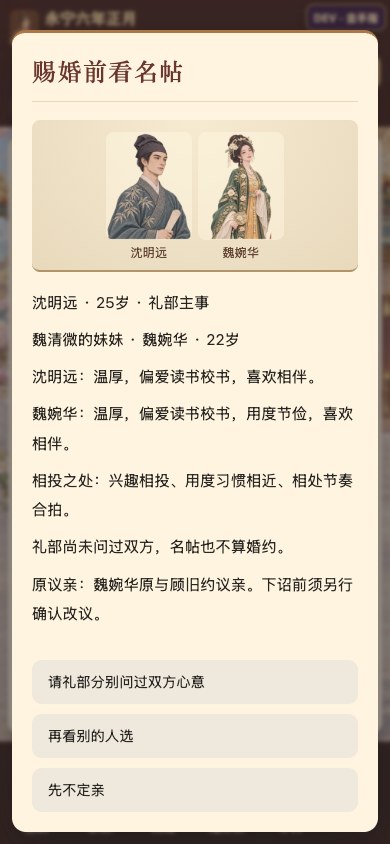 永宁六年正月
赐婚前看名帖
沈明远
魏婉华
沈明远 · 25岁 · 礼部主事
魏清微的妹妹 · 魏婉华 · 22岁
沈明远：温厚，偏爱读书校书，喜欢相伴。
魏婉华：温厚，偏爱读书校书，用度节俭，喜欢
相伴。
相投之处：兴趣相投、用度习惯相近、相处节奏
合拍。
礼部尚未问过双方，名帖也不算婚约。
原议亲：魏婉华原与顾旧约议亲。下诏前须另行
确认改议。
请礼部分别问过双方心意
再看别的人选
先不定亲